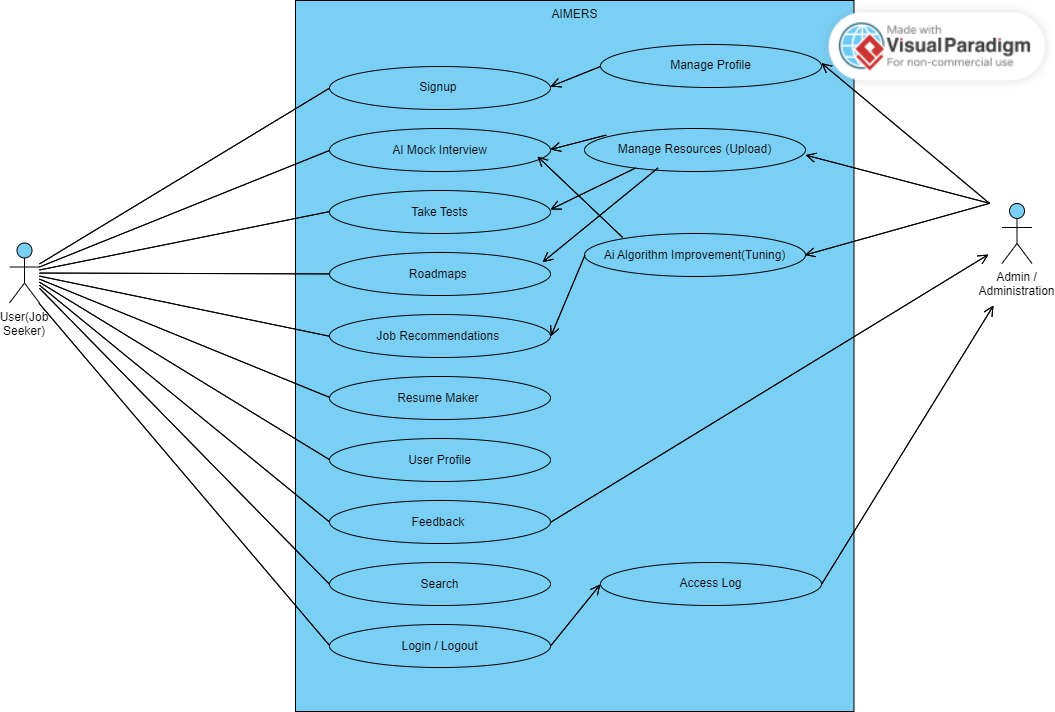 AIMERS
Made with
Visual Paradigm
For non-commercial use
Manage Profile
Signup
AI Mock Interview
Manage Resources (Upload)
Take Tests
Ai Algorithm Improvement(Tuning)
Roadmaps
User(Job
Seeker)
Admin /
Administration
Job Recommendations
Resume Maker
User Profile
Feedback
Search
Access Log
Login / Logout